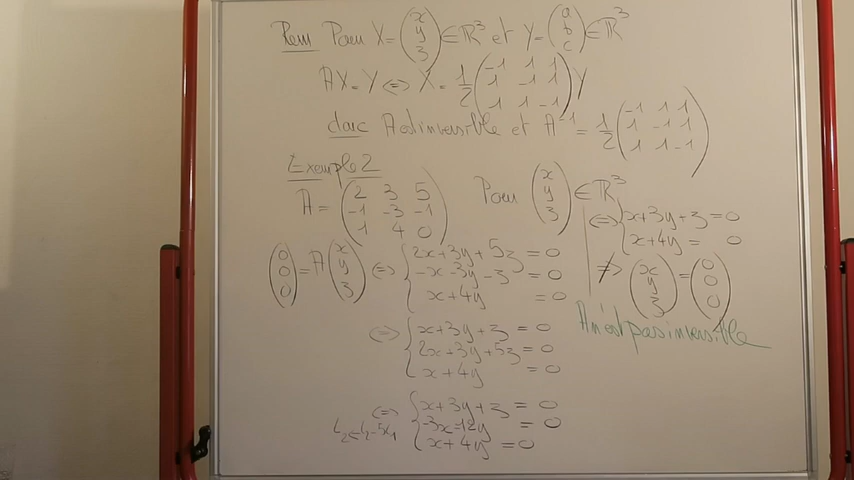 Rem Pour X = (x y z) ∈ ℝ³ et Y = (a b c) ∈ ℝ³
AX = Y ⟺ X = 1/2 (-1 1 1 / 1 -1 1 / 1 1 -1) Y
donc A est inversible et A⁻¹ = 1/2 (-1 1 1 / 1 -1 1 / 1 1 -1)
Exemple 2
A = (2 3 5 / -1 -3 -1 / 1 4 0) Pour (x y z) ∈ ℝ³
(0 0 0) = A (x y z) ⟺ { 2x + 3y + 5z = 0
-x - 3y - z = 0
x + 4y = 0
⟺ { x + 3y + z = 0
2x + 3y + 5z = 0
x + 4y = 0
⟺ { x + 3y + z = 0
L₂ ← L₂ - 5L₁ -3x - 12y = 0
x + 4y = 0
⟺ { x + 3y + z = 0
x + 4y = 0
⇏ (x y z) = (0 0 0)
A n'est pas inversible